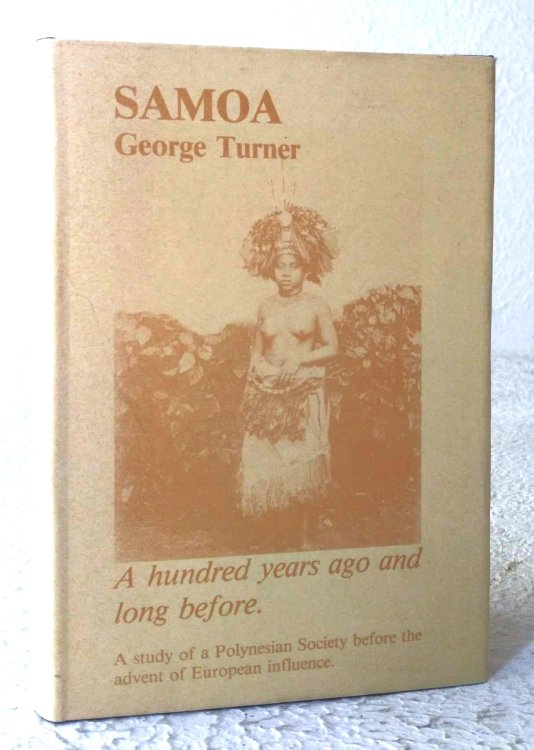 SAMOA
George Turner
A hundred years ago and
long before.
A study of a Polynesian Society before the
advent of European influence.